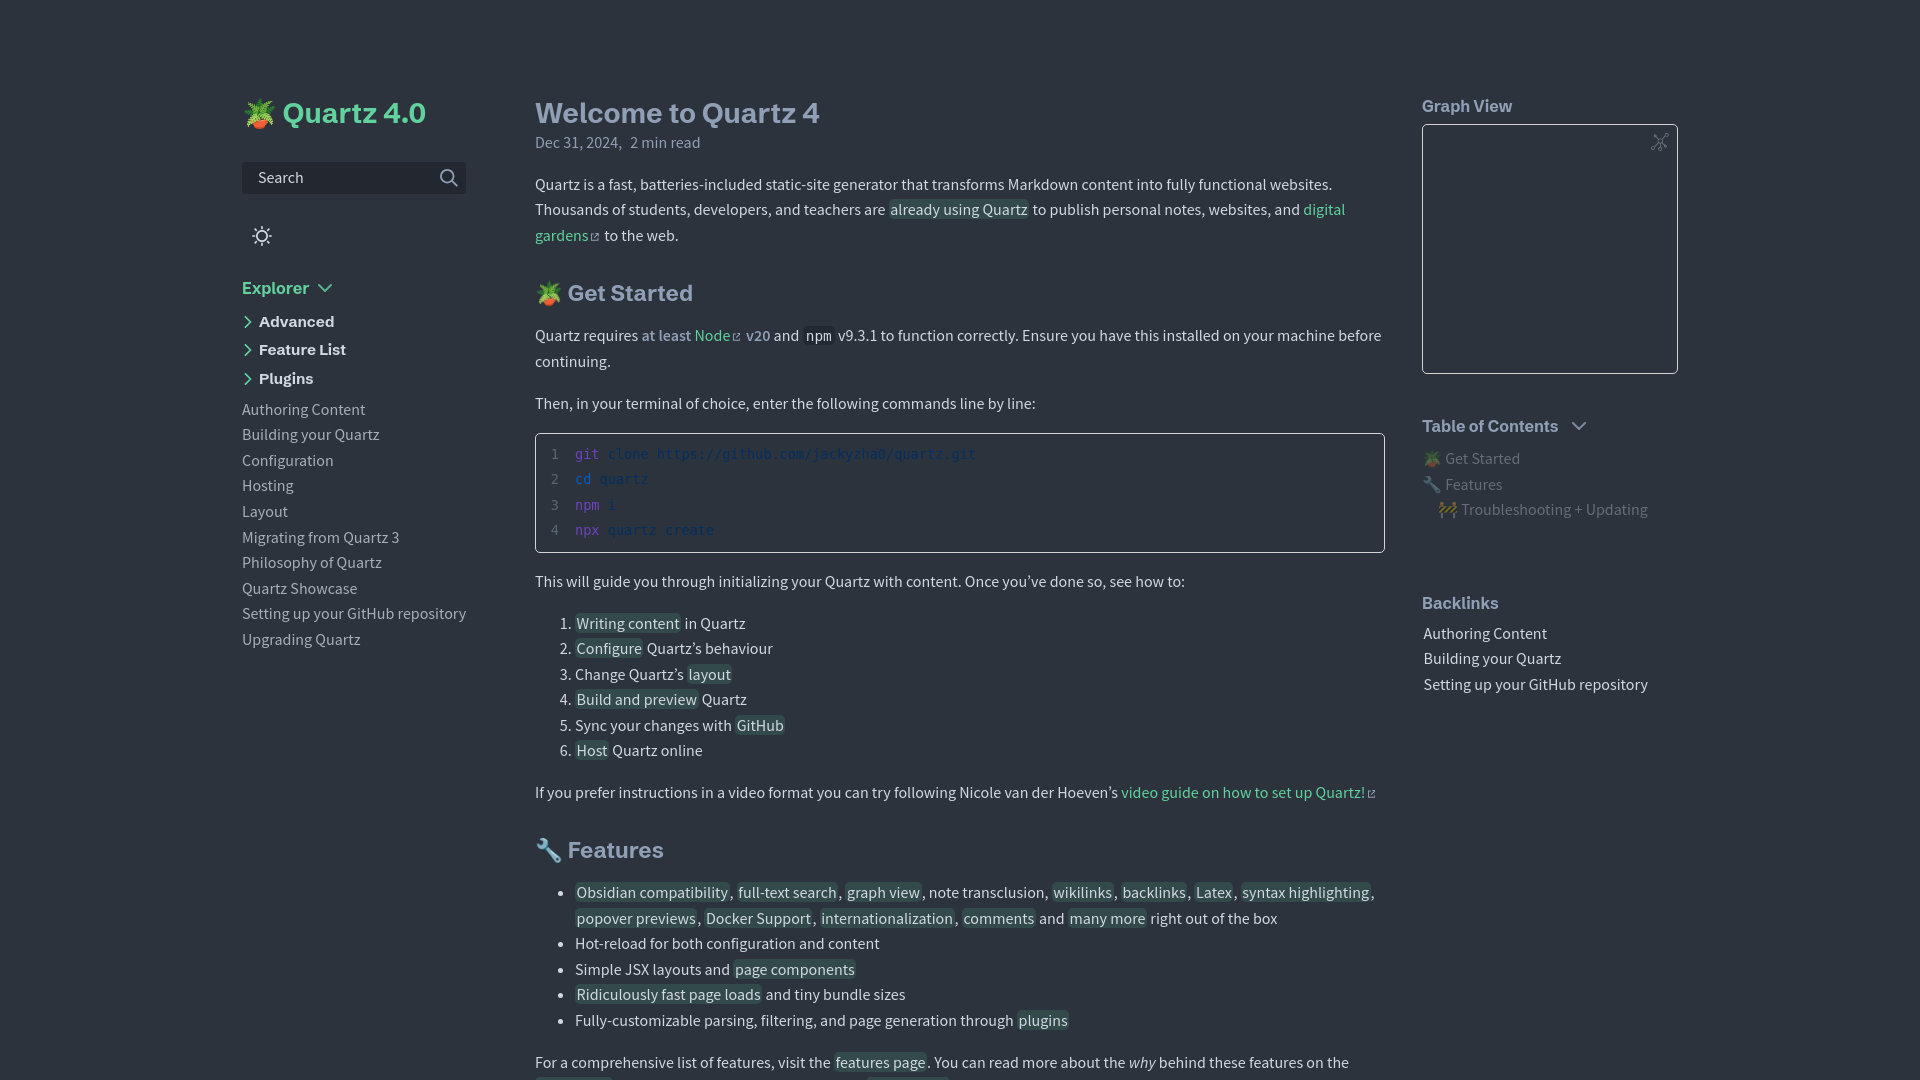 🪴 Quartz 4.0
Search
Explorer
Advanced
Feature List
Plugins
Authoring Content
Building your Quartz
Configuration
Hosting
Layout
Migrating from Quartz 3
Philosophy of Quartz
Quartz Showcase
Setting up your GitHub repository
Upgrading Quartz
Welcome to Quartz 4
Dec 31, 2024, 2 min read
Quartz is a fast, batteries-included static-site generator that transforms Markdown content into fully functional websites.
Thousands of students, developers, and teachers are already using Quartz to publish personal notes, websites, and digital
gardens to the web.
🪴 Get Started
Quartz requires at least Node v20 and npm v9.3.1 to function correctly. Ensure you have this installed on your machine before
continuing.
Then, in your terminal of choice, enter the following commands line by line:
1 git clone https://github.com/jackyzha0/quartz.git
2 cd quartz
3 npm i
4 npx quartz create
This will guide you through initializing your Quartz with content. Once you’ve done so, see how to:
1. Writing content in Quartz
2. Configure Quartz’s behaviour
3. Change Quartz’s layout
4. Build and preview Quartz
5. Sync your changes with GitHub
6. Host Quartz online
If you prefer instructions in a video format you can try following Nicole van der Hoeven’s video guide on how to set up Quartz!
🔧 Features
• Obsidian compatibility, full-text search, graph view, note transclusion, wikilinks, backlinks, Latex, syntax highlighting,
popover previews, Docker Support, internationalization, comments and many more right out of the box
• Hot-reload for both configuration and content
• Simple JSX layouts and page components
• Ridiculously fast page loads and tiny bundle sizes
• Fully-customizable parsing, filtering, and page generation through plugins
For a comprehensive list of features, visit the features page. You can read more about the why behind these features on the
Graph View
Table of Contents
🪴 Get Started
🔧 Features
🚧 Troubleshooting + Updating
Backlinks
Authoring Content
Building your Quartz
Setting up your GitHub repository